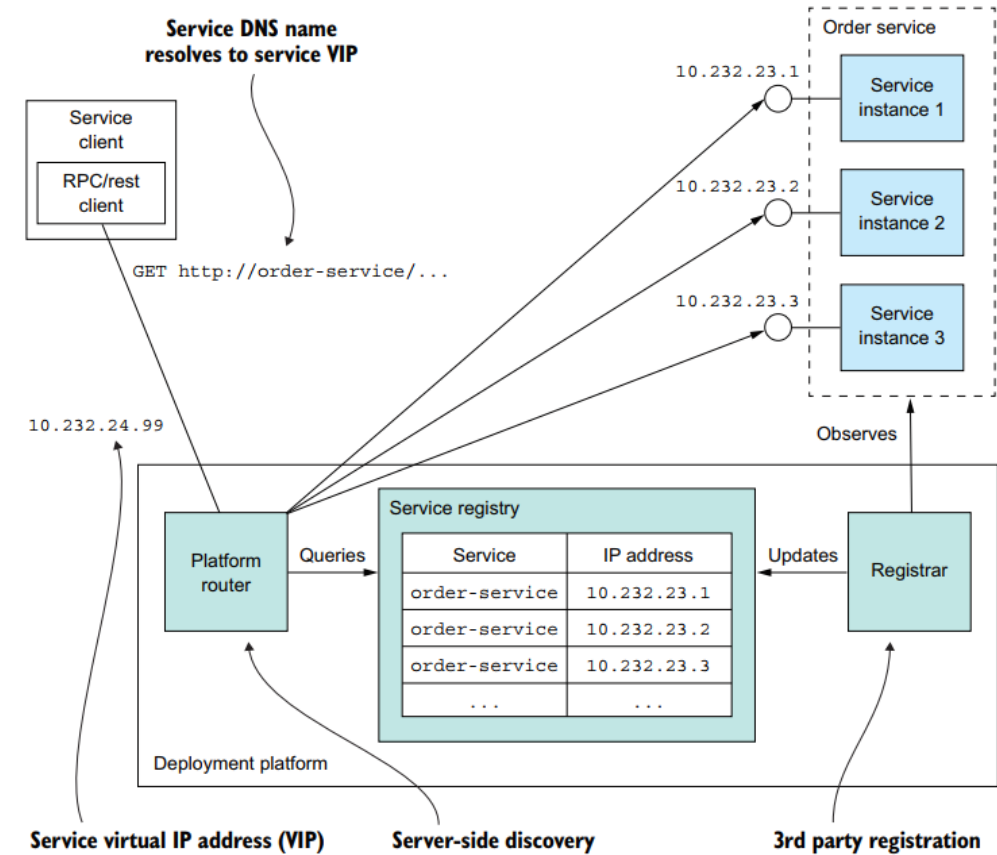 Service DNS name
resolves to service VIP
Order service
10.232.23.1
Service
instance 1
Service
client
RPC/rest
client
10.232.23.2
Service
instance 2
GET http://order-service/...
10.232.23.3
Service
instance 3
10.232.24.99
Observes
Service registry
Platform
router
Queries
Service
IP address
order-service
10.232.23.1
order-service
10.232.23.2
order-service
10.232.23.3
...
...
Updates
Registrar
Deployment platform
Service virtual IP address (VIP)
Server-side discovery
3rd party registration